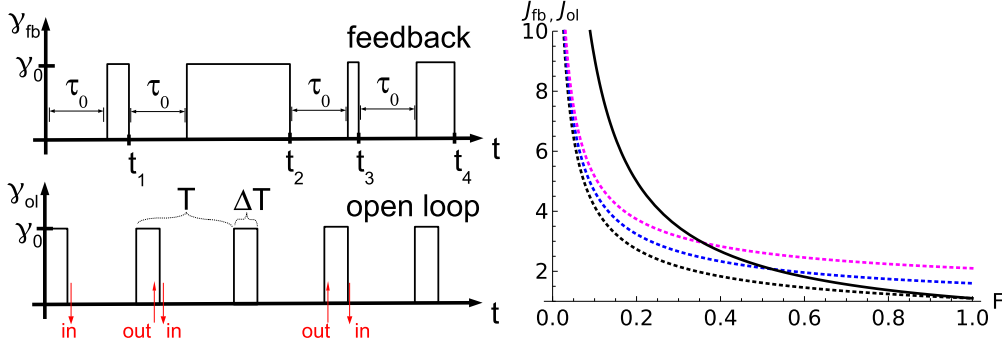 γfb
feedback
γ0
τ0 τ0 τ0 τ0
t
t1 t2 t3 t4
γol
T ΔT open loop
γ0
t
in out in out in
Jfb, Jol
10
8
6
4
2
0.0 0.2 0.4 0.6 0.8 1.0
F